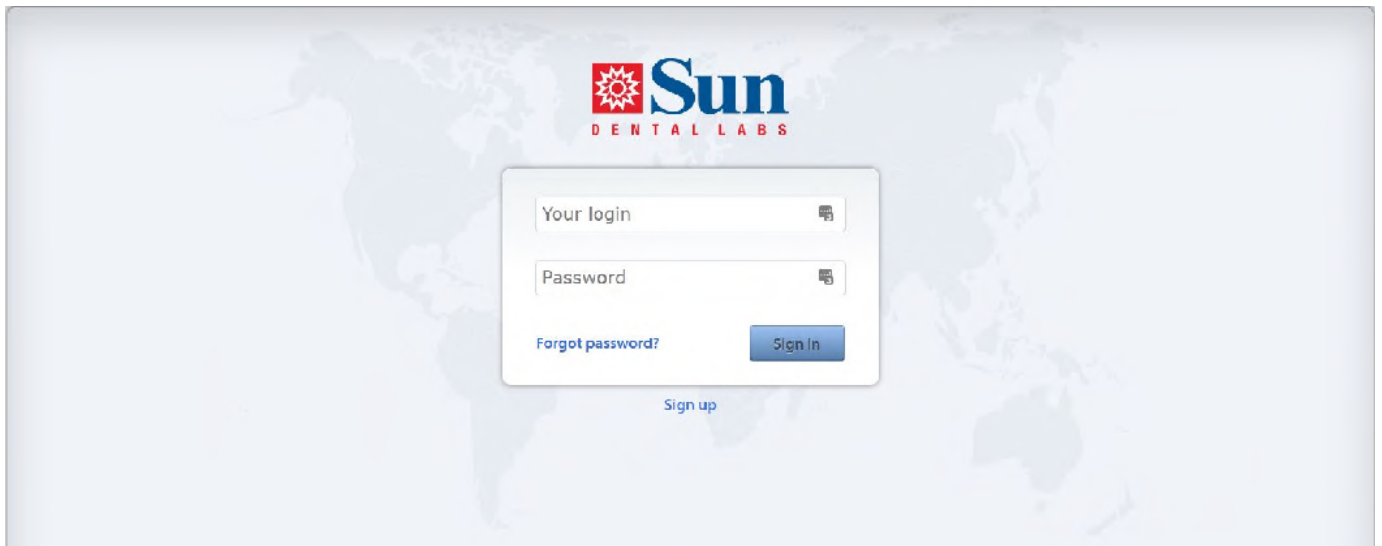 Sun
DENTAL LABS
Your login
Password
Forgot password?
Sign In
Sign up